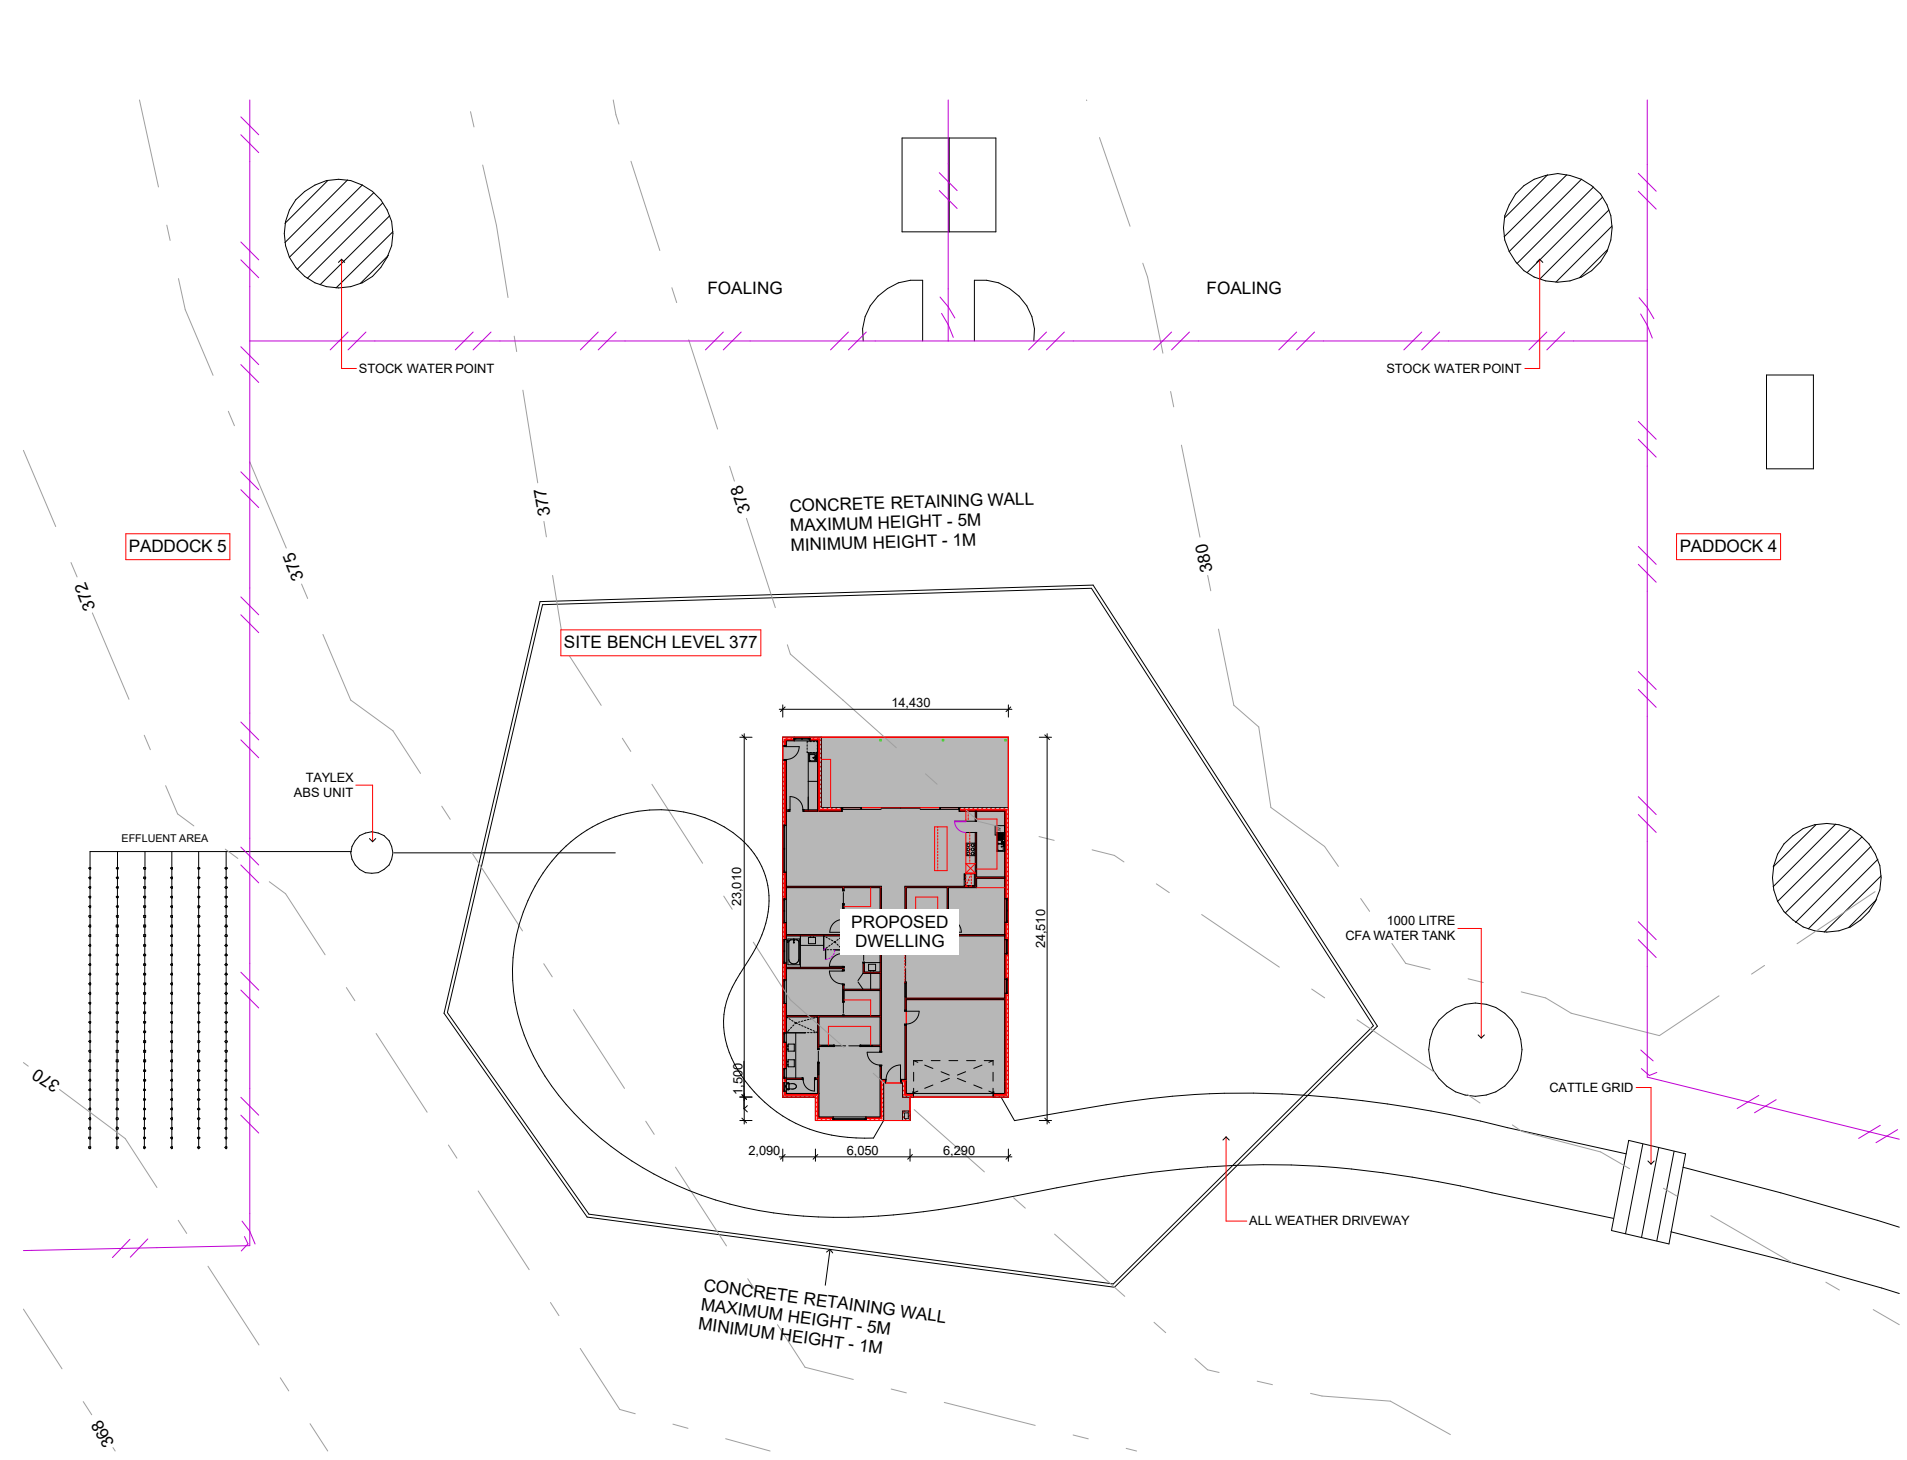 FOALING
FOALING
STOCK WATER POINT
STOCK WATER POINT
377
378
CONCRETE RETAINING WALL
MAXIMUM HEIGHT - 5M
MINIMUM HEIGHT - 1M
380
PADDOCK 5
PADDOCK 4
375
372
SITE BENCH LEVEL 377
14,430
TAYLEX
ABS UNIT
EFFLUENT AREA
23,010
24,510
PROPOSED
DWELLING
1000 LITRE
CFA WATER TANK
1,500
370
CATTLE GRID
2,090
6,050
6,290
ALL WEATHER DRIVEWAY
CONCRETE RETAINING WALL
MAXIMUM HEIGHT - 5M
MINIMUM HEIGHT - 1M
368